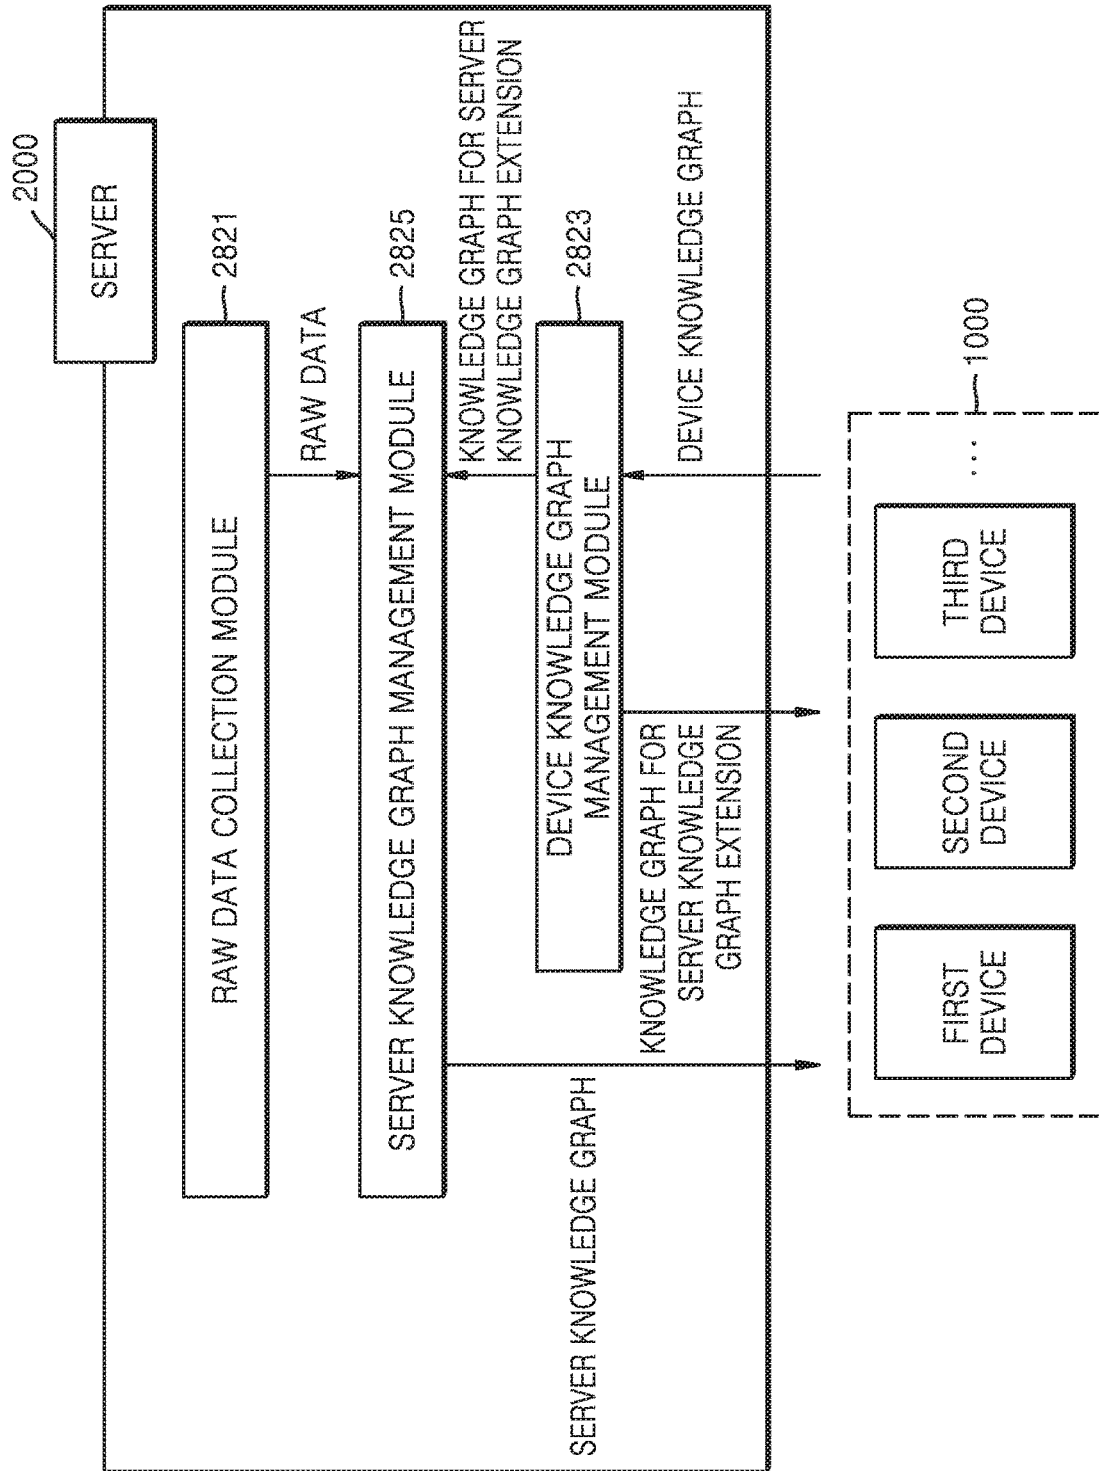 2000
SERVER
2821
RAW DATA COLLECTION MODULE
RAW DATA
2825
SERVER KNOWLEDGE GRAPH MANAGEMENT MODULE
KNOWLEDGE GRAPH FOR SERVER
KNOWLEDGE GRAPH EXTENSION
2823
DEVICE KNOWLEDGE GRAPH
MANAGEMENT MODULE
SERVER KNOWLEDGE GRAPH
KNOWLEDGE GRAPH FOR
SERVER KNOWLEDGE
GRAPH EXTENSION
DEVICE KNOWLEDGE GRAPH
1000
FIRST
DEVICE
SECOND
DEVICE
THIRD
DEVICE
...